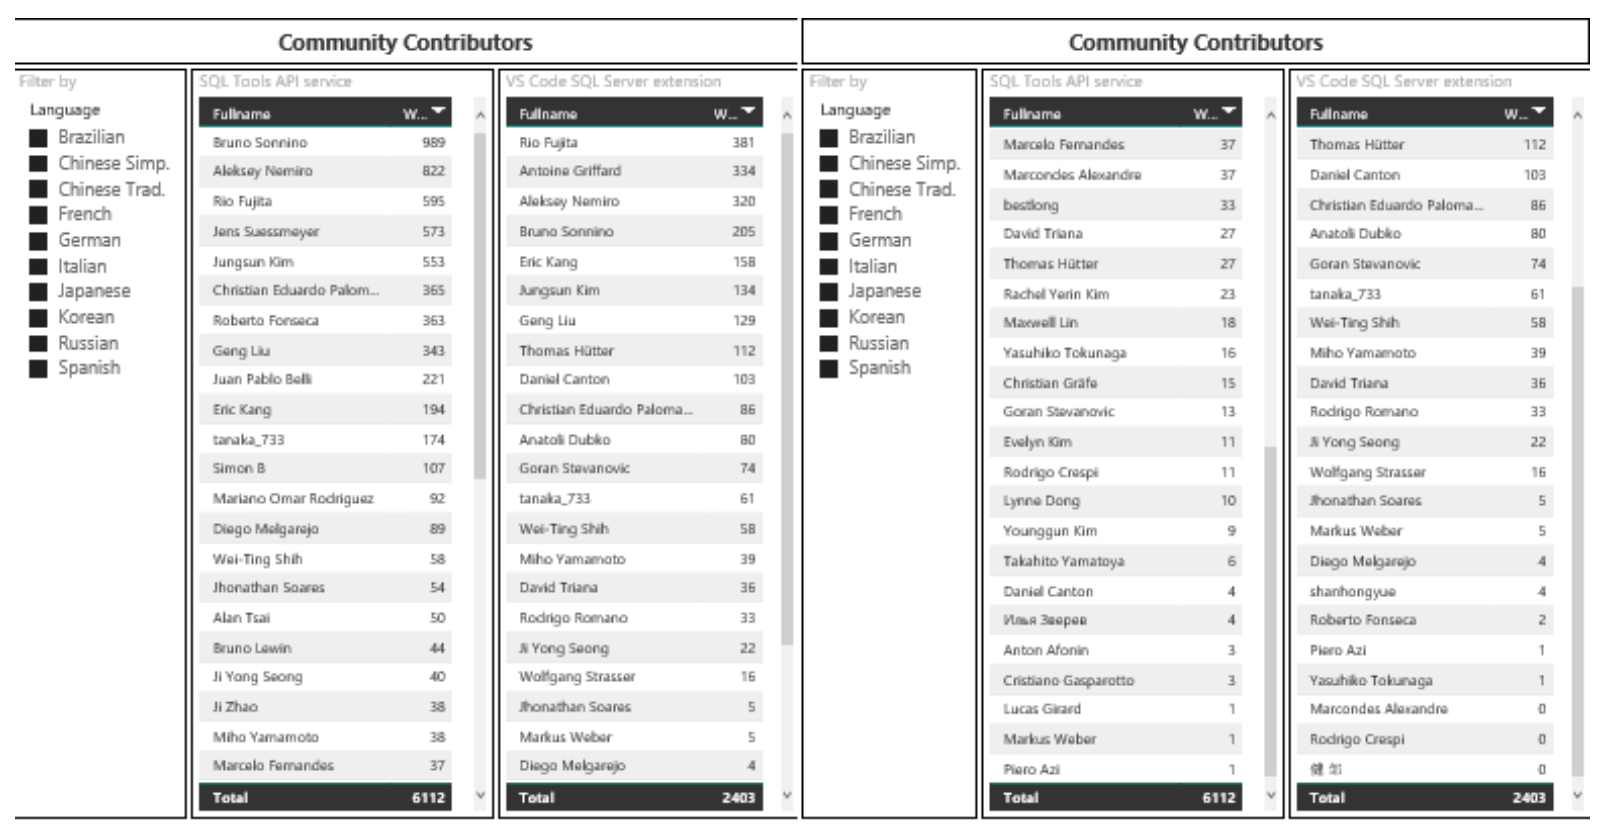 Community Contributors
Filter by
Language
Brazilian
Chinese Simp.
Chinese Trad.
French
German
Italian
Japanese
Korean
Russian
Spanish
SQL Tools API service
Fullname W...
Bruno Sonnino 989
Aleksey Nemiro 822
Rio Fujita 595
Jens Suessmeyer 573
Jungsun Kim 553
Christian Eduardo Palom... 365
Roberto Fonseca 363
Geng Liu 343
Juan Pablo Belli 221
Eric Kang 194
tanaka_733 174
Simon B 107
Mariano Omar Rodriguez 92
Diego Melgarejo 89
Wei-Ting Shih 58
Jhonathan Soares 54
Alan Tsai 50
Bruno Lewin 44
Ji Yong Seong 40
Ji Zhao 38
Miho Yamamoto 38
Marcelo Fernandes 37
Total 6112
VS Code SQL Server extension
Fullname W...
Rio Fujita 381
Antoine Griffard 334
Aleksey Nemiro 320
Bruno Sonnino 205
Eric Kang 158
Jungsun Kim 134
Geng Liu 129
Thomas Hütter 112
Daniel Canton 103
Christian Eduardo Paloma... 86
Anatoli Dubko 80
Goran Stevanovic 74
tanaka_733 61
Wei-Ting Shih 58
Miho Yamamoto 39
David Triana 36
Rodrigo Romano 33
Ji Yong Seong 22
Wolfgang Strasser 16
Jhonathan Soares 5
Markus Weber 5
Diego Melgarejo 4
Total 2403
Community Contributors
Filter by
Language
Brazilian
Chinese Simp.
Chinese Trad.
French
German
Italian
Japanese
Korean
Russian
Spanish
SQL Tools API service
Fullname W...
Marcelo Fernandes 37
Marcondes Alexandre 37
bestlong 33
David Triana 27
Thomas Hütter 27
Rachel Yerin Kim 23
Maxwell Lin 18
Yasuhiko Tokunaga 16
Christian Gräfe 15
Goran Stevanovic 13
Evelyn Kim 11
Rodrigo Crespi 11
Lynne Dong 10
Younggun Kim 9
Takahito Yamatoya 6
Daniel Canton 4
Илья Зверев 4
Anton Afonin 3
Cristiano Gasparotto 3
Lucas Girard 1
Markus Weber 1
Piero Azi 1
Total 6112
VS Code SQL Server extension
Fullname W...
Thomas Hütter 112
Daniel Canton 103
Christian Eduardo Paloma... 86
Anatoli Dubko 80
Goran Stevanovic 74
tanaka_733 61
Wei-Ting Shih 58
Miho Yamamoto 39
David Triana 36
Rodrigo Romano 33
Ji Yong Seong 22
Wolfgang Strasser 16
Jhonathan Soares 5
Markus Weber 5
Diego Melgarejo 4
shanhongyue 4
Roberto Fonseca 2
Piero Azi 1
Yasuhiko Tokunaga 1
Marcondes Alexandre 0
Rodrigo Crespi 0
0
Total 2403